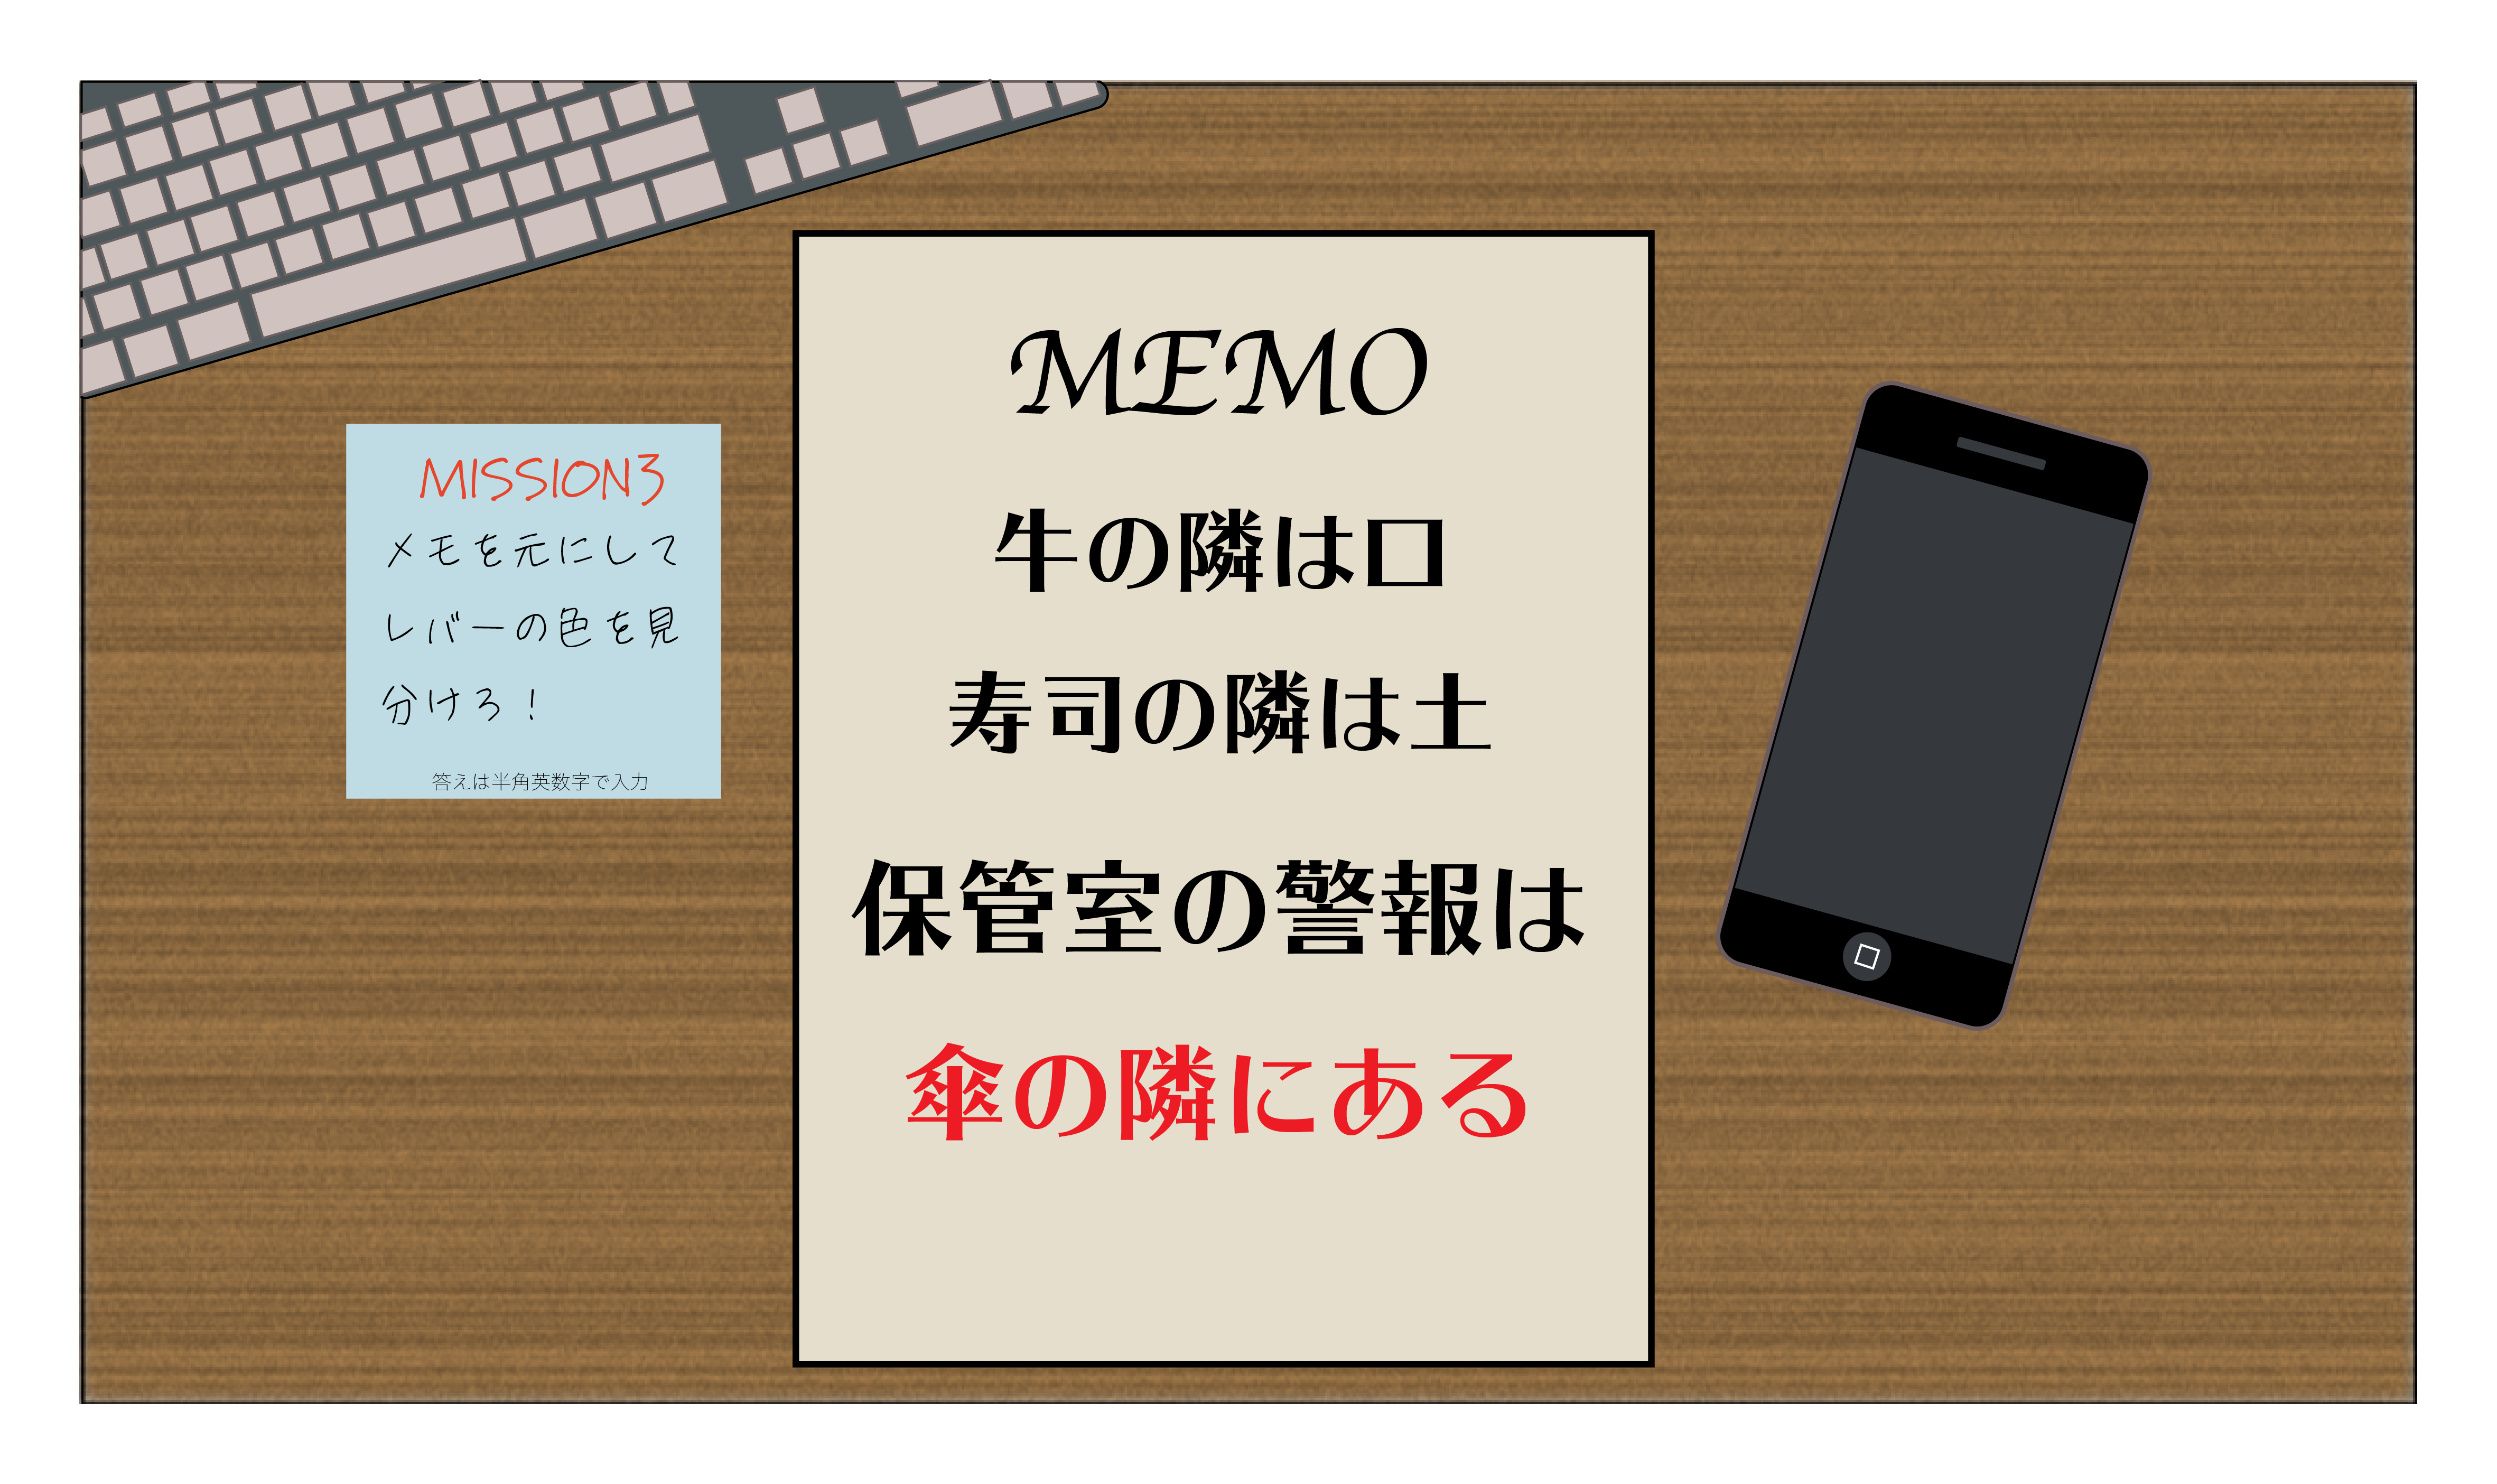 MISSION3
メモを元にして
レバーの色を見
分けろ！
答えは半角英数字で入力
MEMO
牛の隣は口
寿司の隣は土
保管室の警報は
傘の隣にある